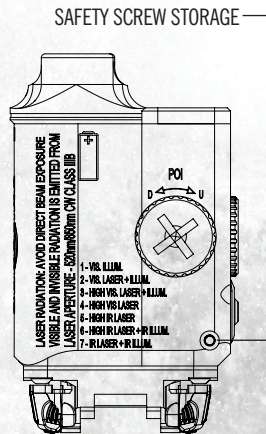 SAFETY SCREW STORAGE
LASER RADIATION: AVOID DIRECT BEAM EXPOSURE
VISIBLE AND INVISIBLE RADIATION IS EMITTED FROM
LASER APERTURE - 520nm/850nm CW CLASS IIIB
+
POI
D U
1 - VIS. ILLUM.
2 - VIS. LASER + ILLUM.
3 - HIGH VIS. LASER + ILLUM.
4 - HIGH VIS LASER
5 - HIGH IR LASER
6 - HIGH IR LASER + IR ILLUM.
7 - IR LASER + IR ILLUM.